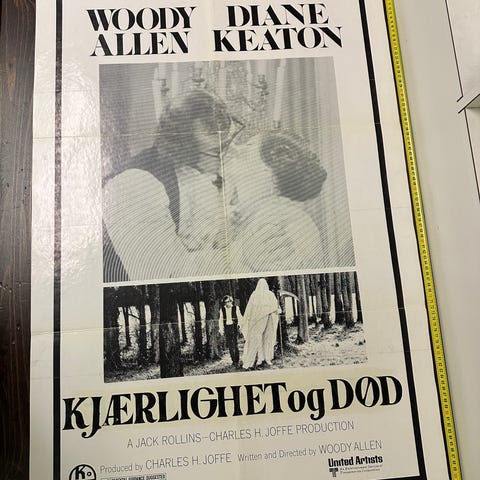 WOODY DIANE
ALLEN KEATON
KJÆRLIGHET og DØD
A JACK ROLLINS-CHARLES H. JOFFE PRODUCTION
Produced by CHARLES H. JOFFE Written and Directed by WOODY ALLEN
United Artists